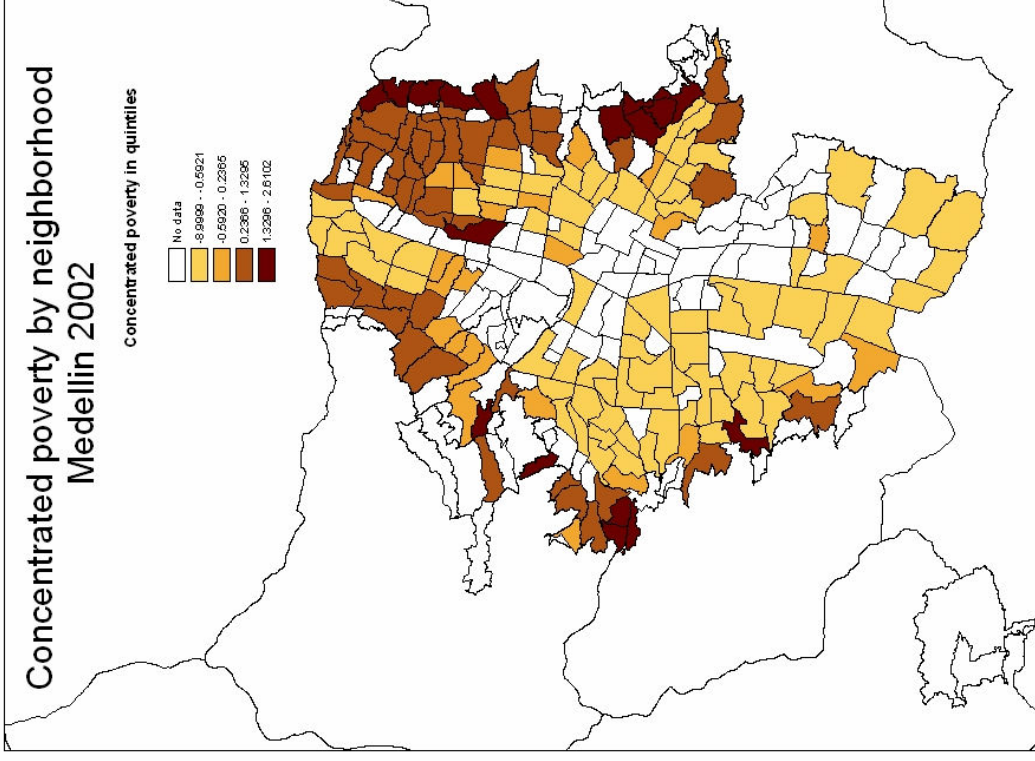 Concentrated poverty by neighborhood
Medellin 2002
Concentrated poverty in quintiles
No data
-8.9999 - -0.5921
-0.5920 - 0.2365
0.2366 - 1.3295
1.3296 - 2.6102